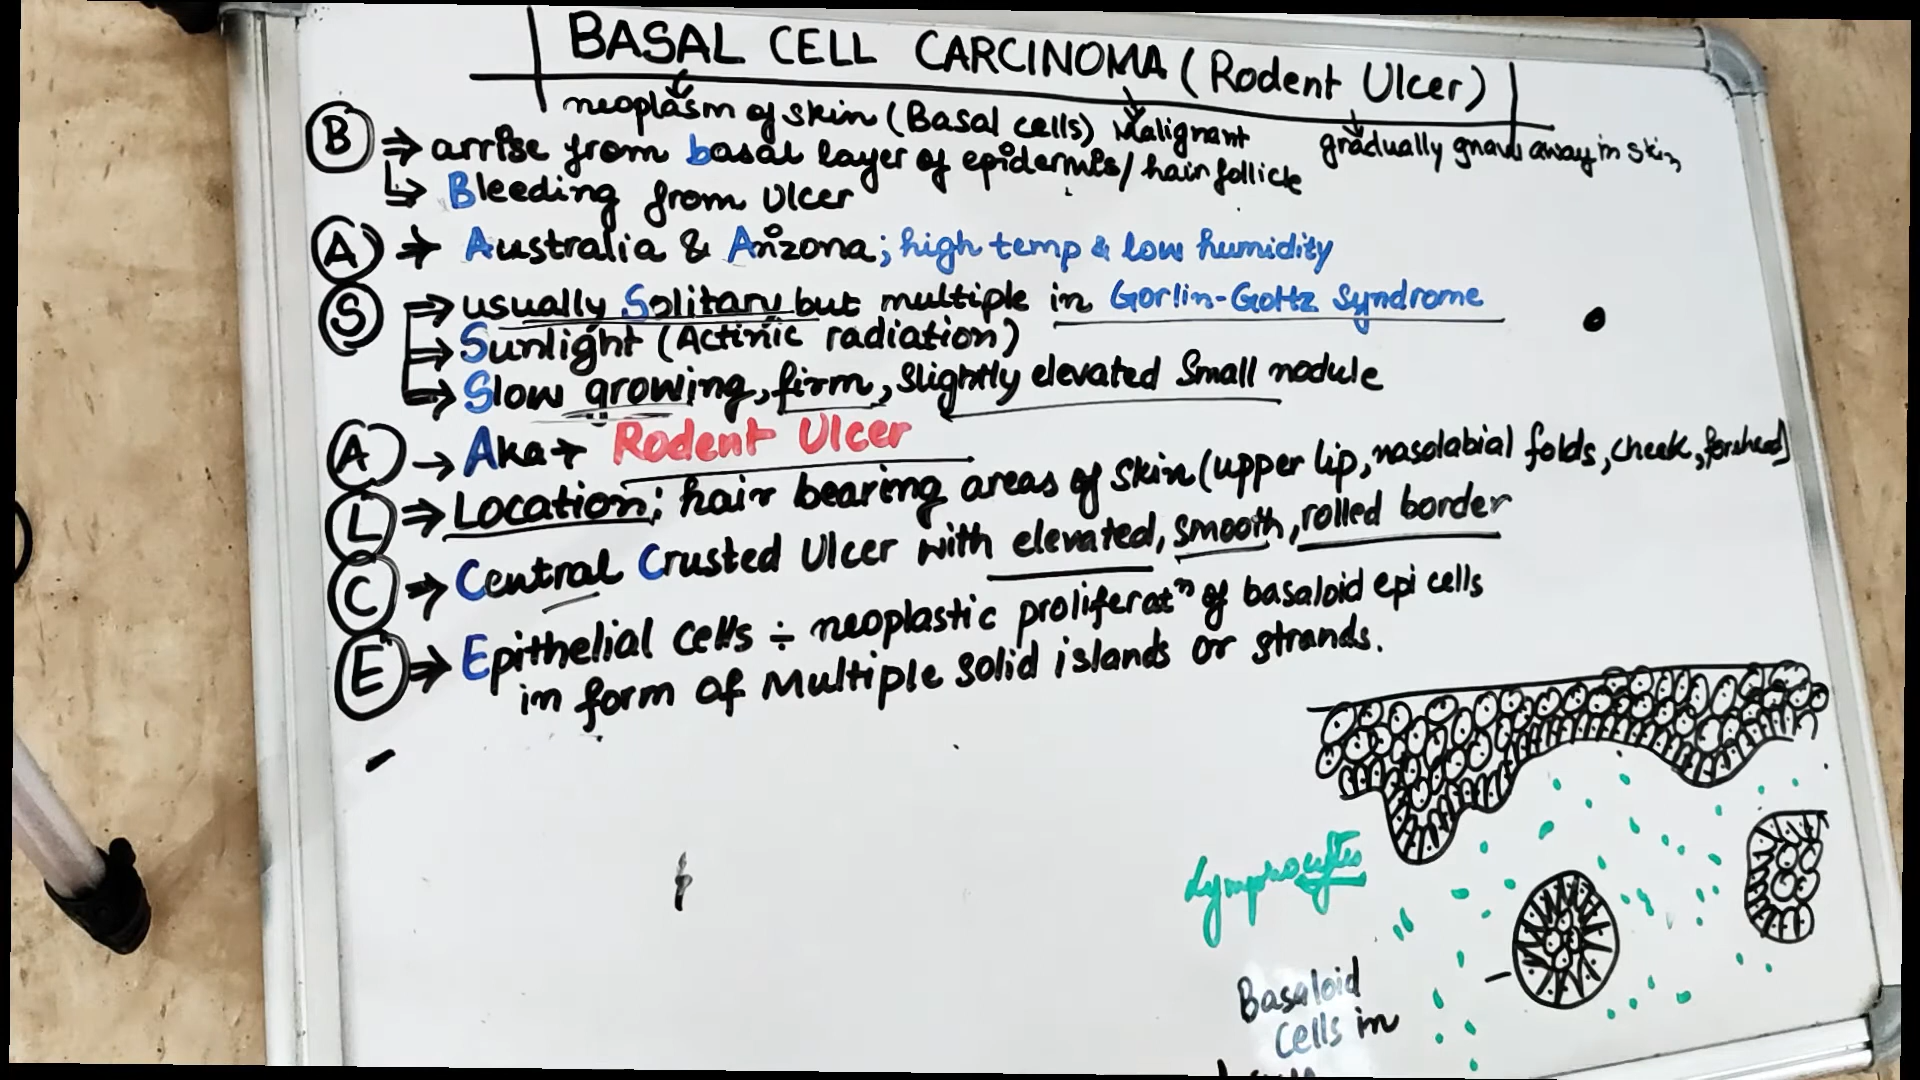 BASAL CELL CARCINOMA (Rodent Ulcer)
neoplasm of skin (Basal cells) Malignant gradually gnaws away in skin
B ⇒ arrise from basal layer of epidermis/hair follicle
↳ Bleeding from Ulcer
A → Australia & Arizona; high temp & low humidity
S ⇒ usually Solitary but multiple in Gorlin-Goltz Syndrome
⇒ Sunlight (Actinic radiation)
⇒ Slow growing, firm, slightly elevated Small nodule
A → Aka → Rodent Ulcer
L ⇒ Location: hair bearing areas of skin (upper lip, nasolabial folds, cheek, forehead)
C ⇒ Central Crusted Ulcer with elevated, smooth, rolled border
E ⇒ Epithelial cells ÷ neoplastic proliferatⁿ of basaloid epi cells
in form of Multiple solid islands or strands.
Lymphocytes
Basaloid
Cells in